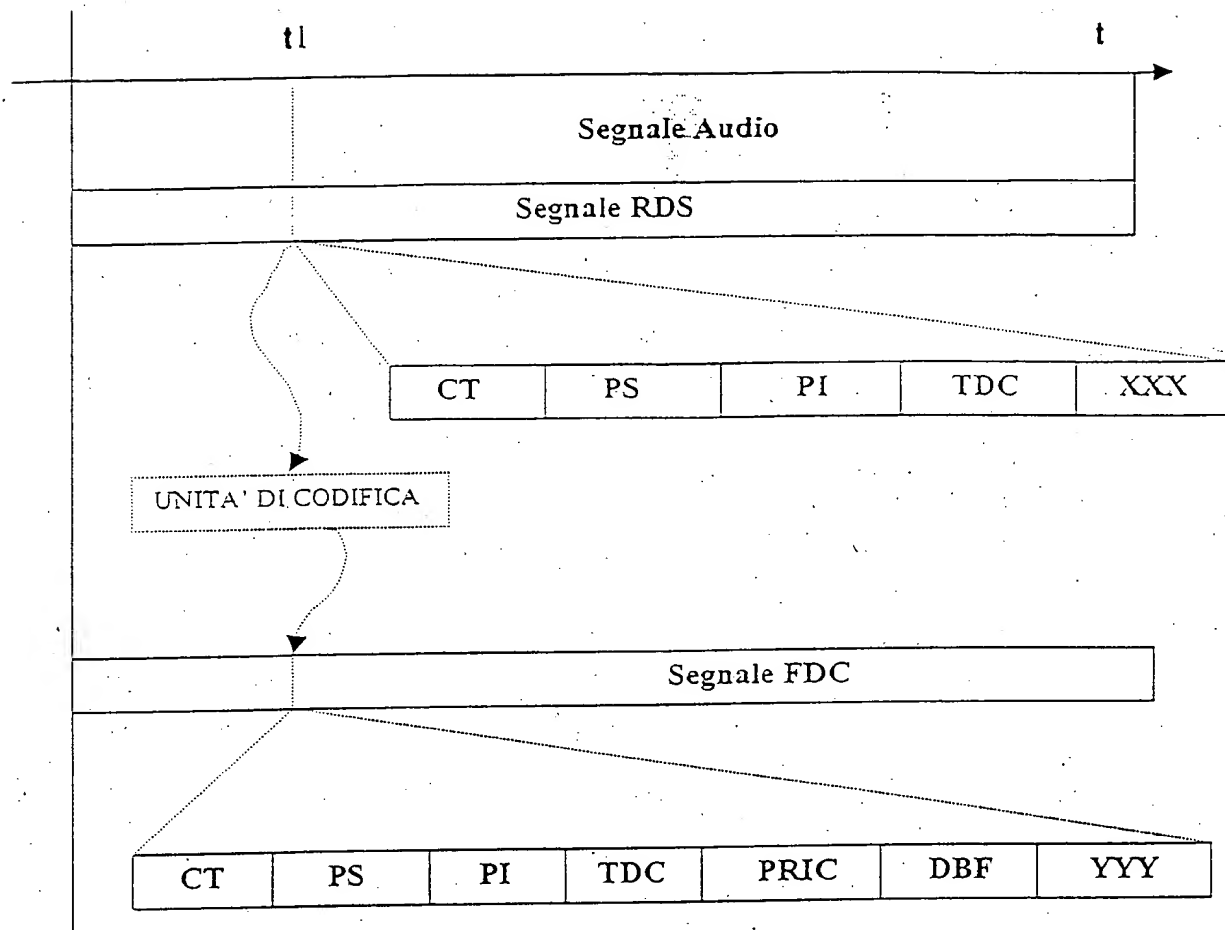 t1 t
Segnale Audio
Segnale RDS
CT PS PI TDC XXX
UNITA' DI CODIFICA
Segnale FDC
CT PS PI TDC PRIC DBF YYY